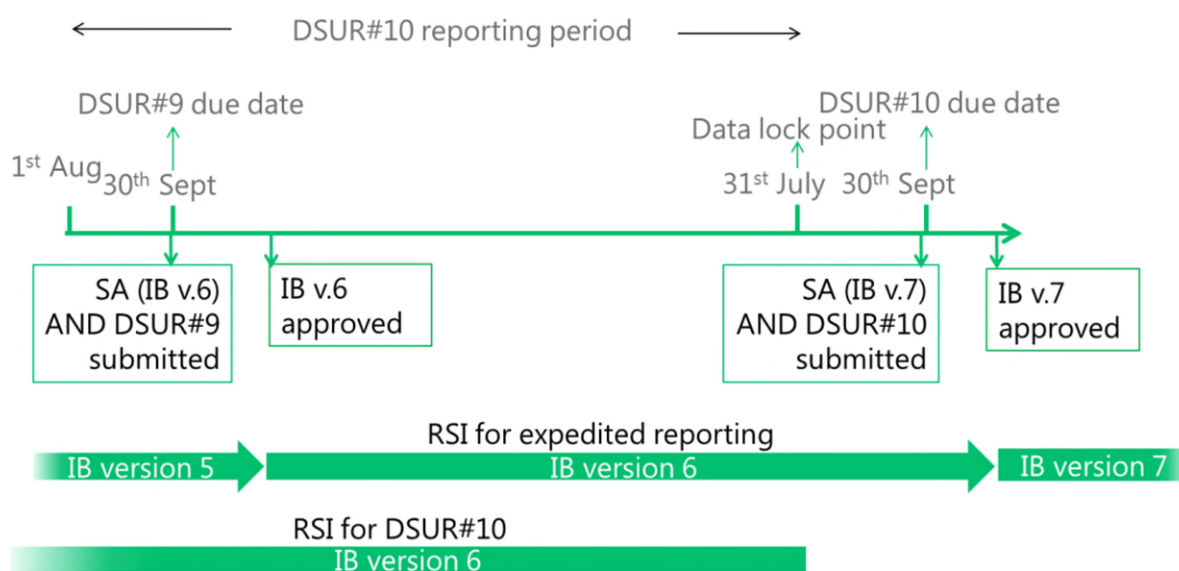 DSUR#10 reporting period
DSUR#9 due date
DSUR#10 due date
Data lock point
1st Aug
30th Sept
31st July
30th Sept
SA (IB v.6)
AND DSUR#9
submitted
IB v.6
approved
SA (IB v.7)
AND DSUR#10
submitted
IB v.7
approved
RSI for expedited reporting
IB version 5
IB version 6
IB version 7
RSI for DSUR#10
IB version 6